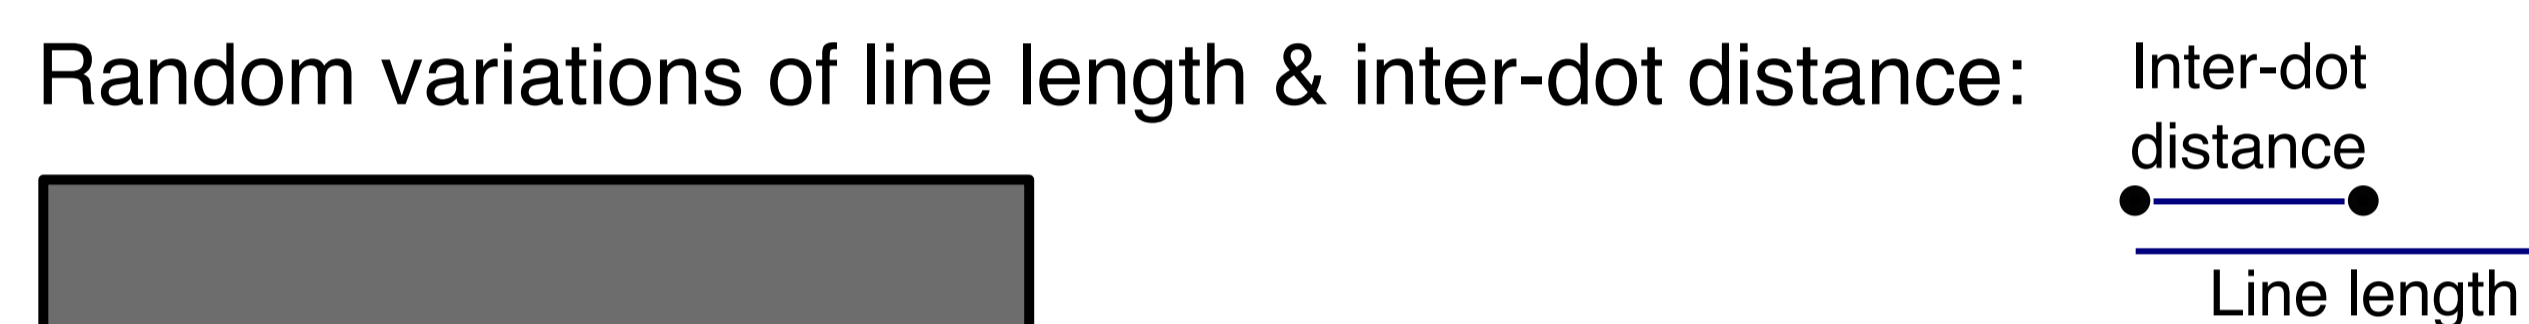 Random variations of line length & inter-dot distance:
Inter-dot
distance
Line length